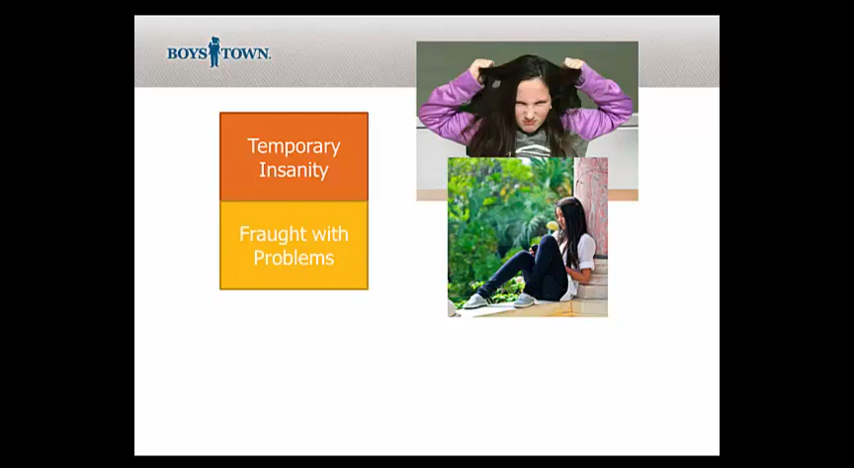 BOYS TOWN.
Temporary
Insanity
Fraught with
Problems